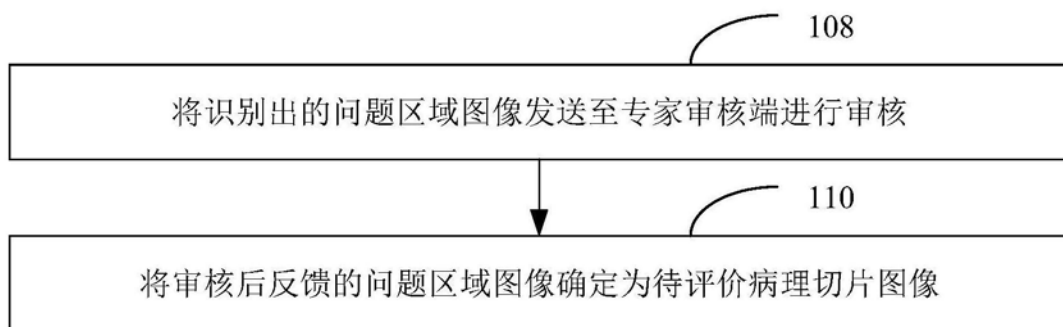 108
将识别出的问题区域图像发送至专家审核端进行审核
110
将审核后反馈的问题区域图像确定为待评价病理切片图像